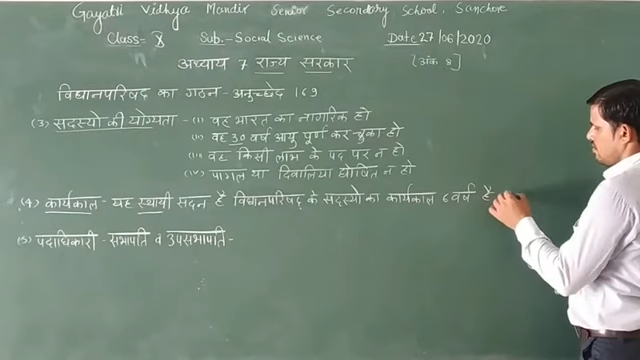 Gayatri Vidhya Mandir Senior Secondary School, Sanchore
Class:- 8 Sub.- Social Science Date 27/06/2020
अध्याय 7 राज्य सरकार [अंक 8]
विधानपरिषद का गठन - अनुच्छेद 169
(3) सदस्यो की योग्यता - (i) वह भारत का नागरिक हो
(ii) वह 30 वर्ष आयु पूर्ण कर चुका हो
(iii) वह किसी लाभ के पद पर न हो
(iv) पागल या दिवालिया घोषित न हो
(4) कार्यकाल - यह स्थायी सदन है विधानपरिषद् के सदस्यो का कार्यकाल 6 वर्ष है
(5) पदाधिकारी - सभापति व उपसभापति -